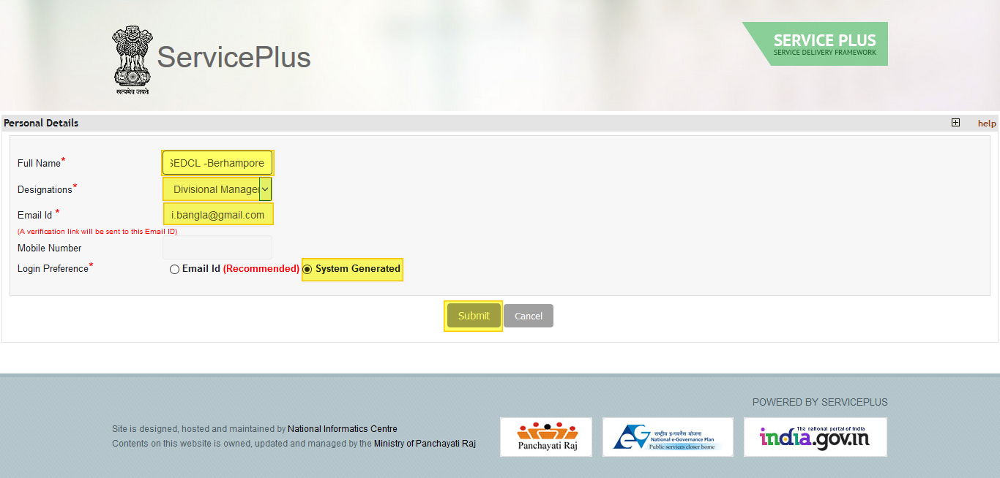 सत्यमेव जयते
ServicePlus
SERVICE PLUS
SERVICE DELIVERY FRAMEWORK
Personal Details
help
Full Name*
SEDCL -Berhampore
Designations*
Divisional Manager
Email Id *
i.bangla@gmail.com
(A verification link will be sent to this Email ID)
Mobile Number
Login Preference*
Email Id (Recommended) System Generated
Submit Cancel
POWERED BY SERVICEPLUS
Site is designed, hosted and maintained by National Informatics Centre
Contents on this website is owned, updated and managed by the Ministry of Panchayati Raj
Panchayati Raj
राष्ट्रीय इ-गवर्नेंस योजना
National e-Governance Plan
Public services closer home
The national portal of India
india.gov.in